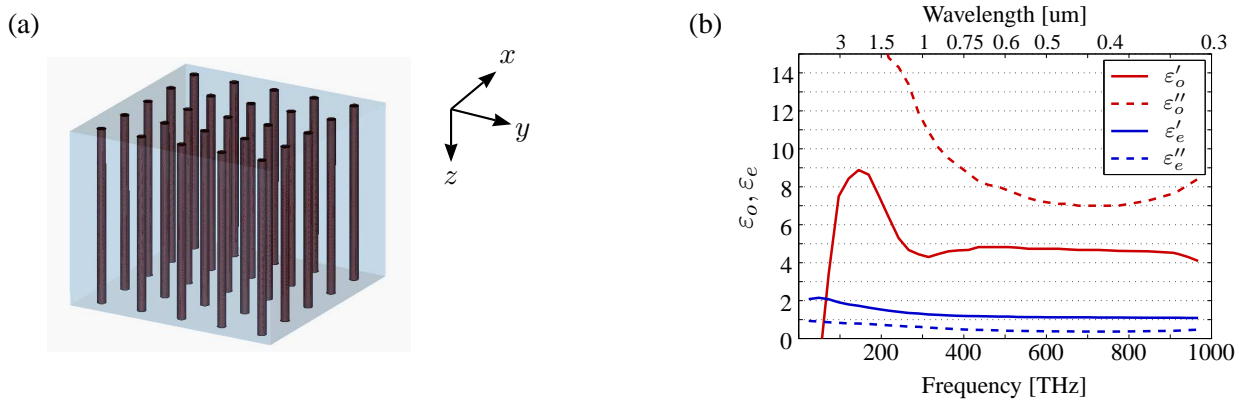 (a)
x
y
z
(b)
Wavelength [um]
3 1.5 1 0.75 0.6 0.5 0.4 0.3
14
12
10
8
6
4
2
0
εo, εe
ε′o
ε″o
ε′e
ε″e
200 400 600 800 1000
Frequency [THz]